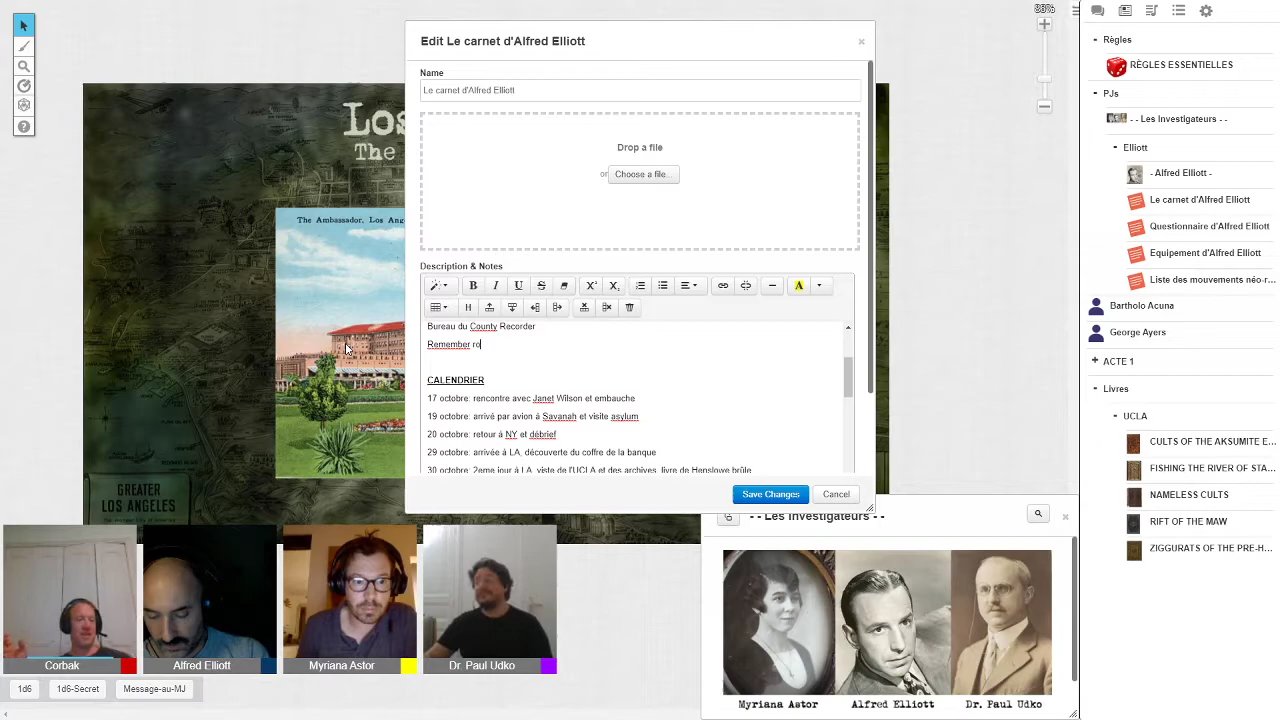 88%
Los
The
The Ambassador, Los Ang
GREATER
LOS ANGELES
Edit Le carnet d'Alfred Elliott
×
Name
Le carnet d'Alfred Elliott
Drop a file
or Choose a file...
Description & Notes
B I U S X² X₂ A
H
Bureau du County Recorder
Remember ro
CALENDRIER
17 octobre: rencontre avec Janet Wilson et embauche
19 octobre: arrivé par avion à Savanah et visite asylum
20 octobre: retour à NY et débrief
29 octobre: arrivée à LA, découverte du coffre de la banque
30 octobre: 2eme jour à LA, viste de l'UCLA et des archives, livre de Henslowe brûle
Save Changes
Cancel
Règles
RÈGLES ESSENTIELLES
PJs
- - Les Investigateurs - -
Elliott
- Alfred Elliott -
Le carnet d'Alfred Elliott
Questionnaire d'Alfred Elliott
Equipement d'Alfred Elliott
Liste des mouvements néo-r...
Bartholo Acuna
George Ayers
ACTE 1
Livres
UCLA
CULTS OF THE AKSUMITE E...
FISHING THE RIVER OF STA...
NAMELESS CULTS
RIFT OF THE MAW
ZIGGURATS OF THE PRE-H...
- - Les Investigateurs - -
Myriana Astor
Alfred Elliott
Dr. Paul Udko
Corbak
Alfred Elliott
Myriana Astor
Dr. Paul Udko
1d6
1d6-Secret
Message-au-MJ